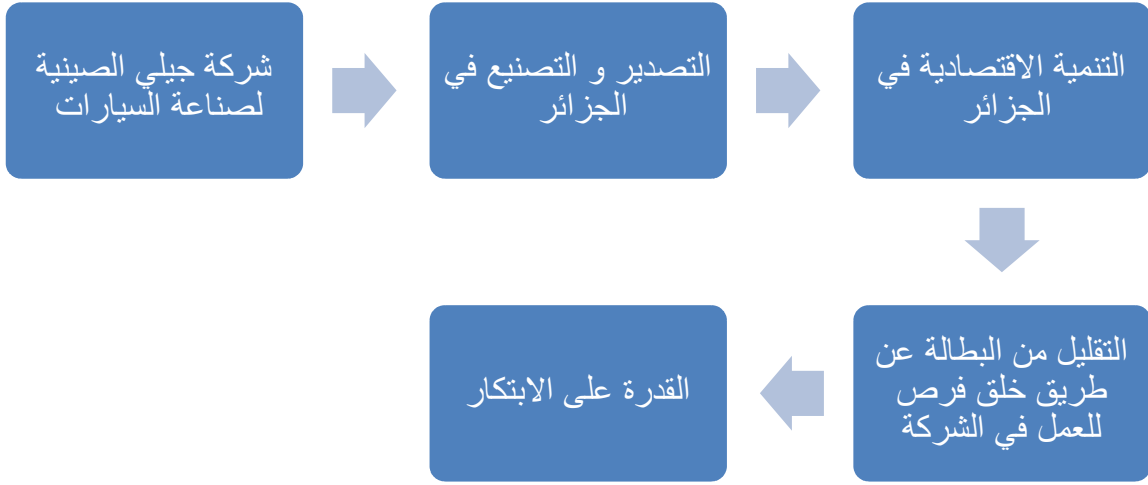 شركة جيلي الصينية
لصناعة السيارات
التصدير و التصنيع في
الجزائر
التنمية الاقتصادية في
الجزائر
التقليل من البطالة عن
طريق خلق فرص
للعمل في الشركة
القدرة على الابتكار